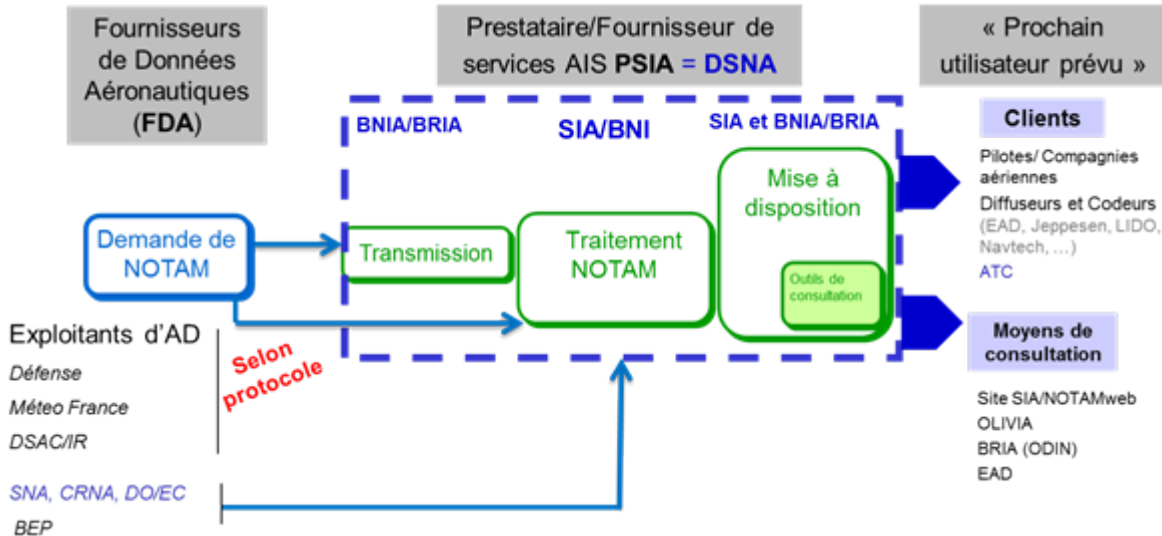 Fournisseurs
de Données
Aéronautiques
(FDA)
Prestataire/Fournisseur de
services AIS PSIA = DSNA
« Prochain
utilisateur prévu »
BNIA/BRIA
SIA/BNI
SIA et BNIA/BRIA
Demande de
NOTAM
Transmission
Traitement
NOTAM
Mise à
disposition
Outils de
consultation
Clients
Pilotes/ Compagnies
aériennes
Diffuseurs et Codeurs
(EAD, Jeppesen, LIDO,
Navtech, ...)
ATC
Exploitants d'AD
Défense
Méteo France
DSAC/IR
Selon
protocole
SNA, CRNA, DO/EC
BEP
Moyens de
consultation
Site SIA/NOTAMweb
OLIVIA
BRIA (ODIN)
EAD